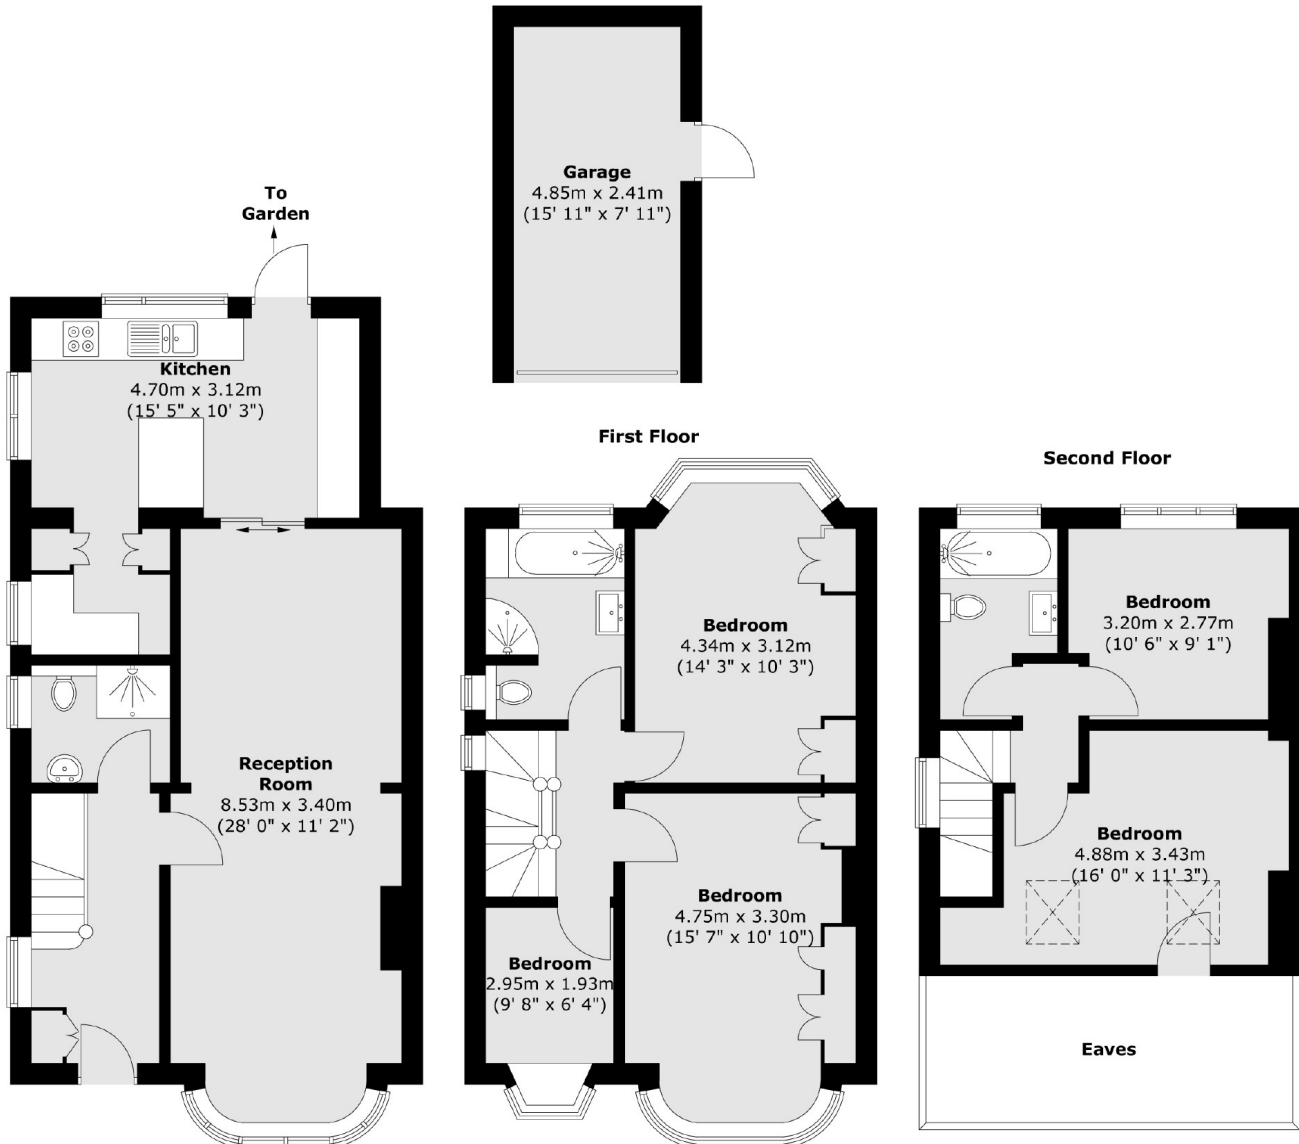 Garage
4.85m x 2.41m
(15' 11" x 7' 11")
To
Garden
Kitchen
4.70m x 3.12m
(15' 5" x 10' 3")
Reception
Room
8.53m x 3.40m
(28' 0" x 11' 2")
First Floor
Bedroom
4.34m x 3.12m
(14' 3" x 10' 3")
Bedroom
4.75m x 3.30m
(15' 7" x 10' 10")
Bedroom
2.95m x 1.93m
(9' 8" x 6' 4")
Second Floor
Bedroom
3.20m x 2.77m
(10' 6" x 9' 1")
Bedroom
4.88m x 3.43m
(16' 0" x 11' 3")
Eaves